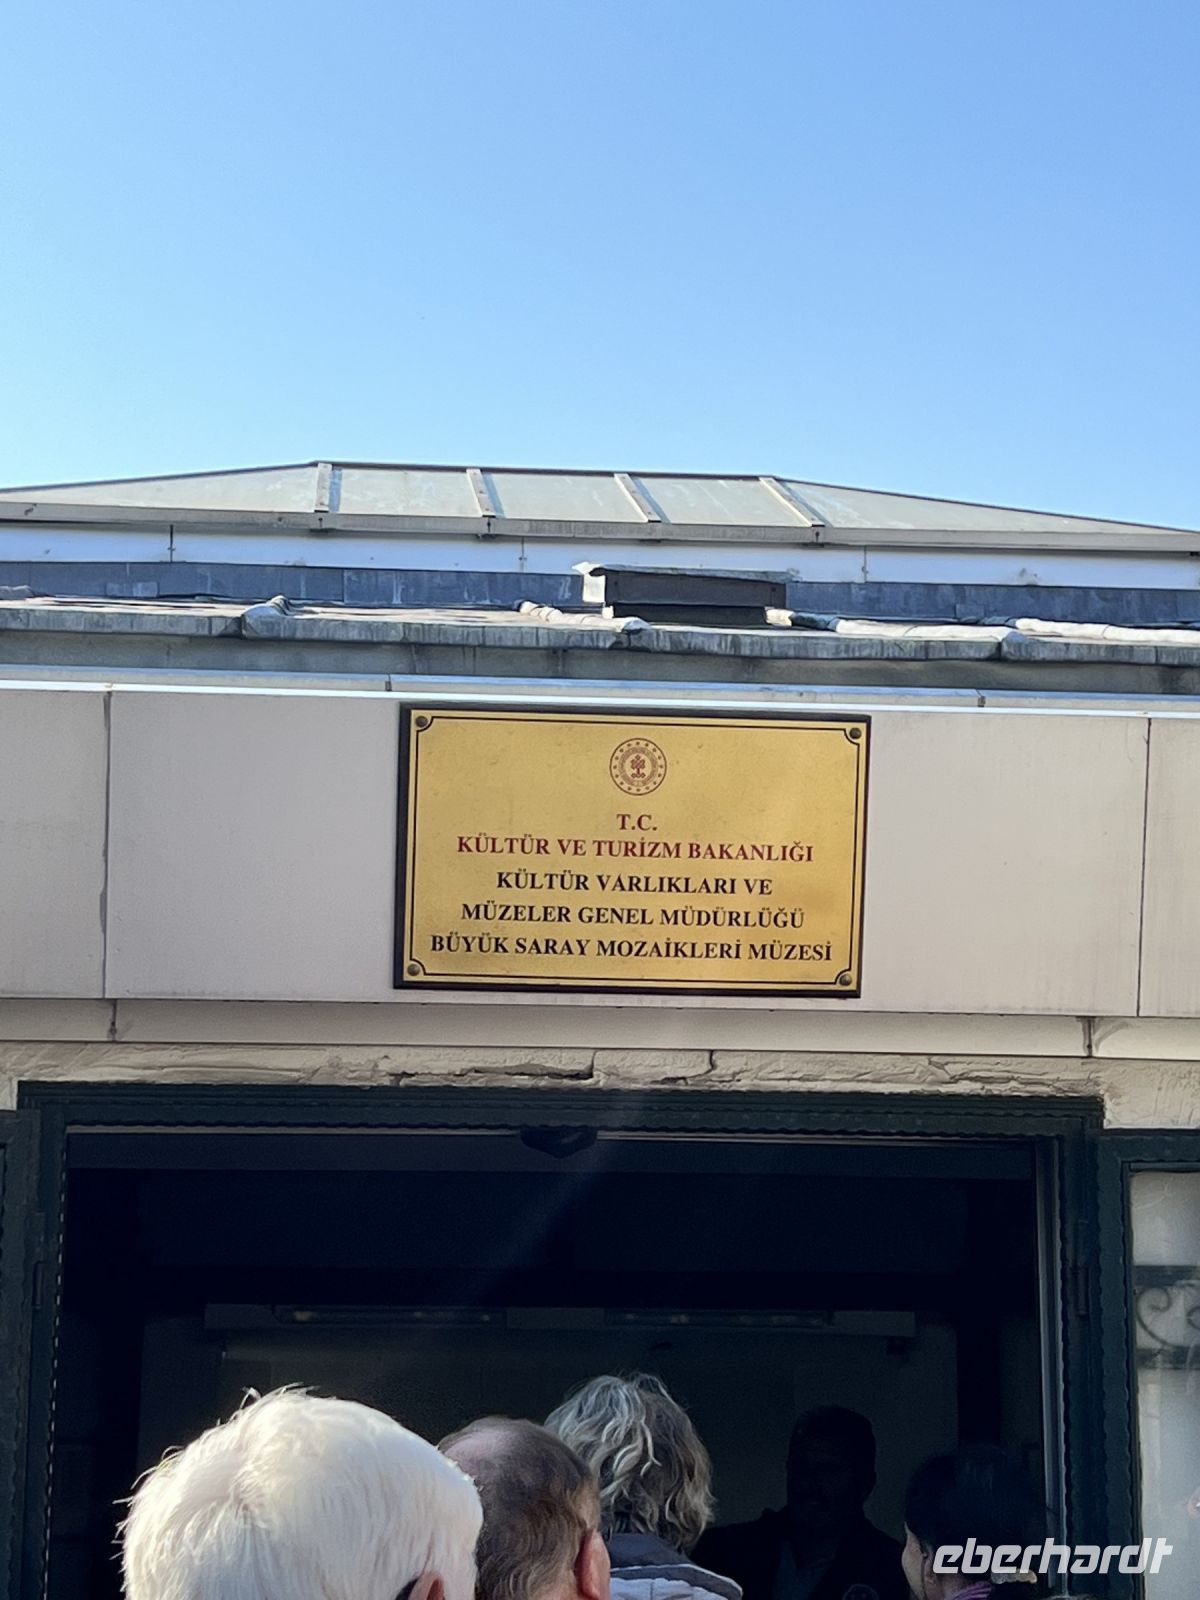 T.C.
KÜLTÜR VE TURİZM BAKANLIĞI
KÜLTÜR VARLIKLARI VE
MÜZELER GENEL MÜDÜRLÜĞÜ
BÜYÜK SARAY MOZAİKLERİ MÜZESİ
eberhardt